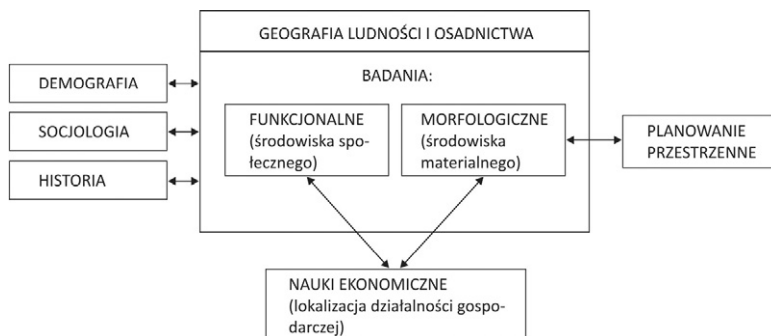 GEOGRAFIA LUDNOŚCI I OSADNICTWA
BADANIA:
DEMOGRAFIA
SOCJOLOGIA
HISTORIA
FUNKCJONALNE
(środowiska spo-
łecznego)
MORFOLOGICZNE
(środowiska
materialnego)
PLANOWANIE
PRZESTRZENNE
NAUKI EKONOMICZNE
(lokalizacja działalności gospo-
darczej)